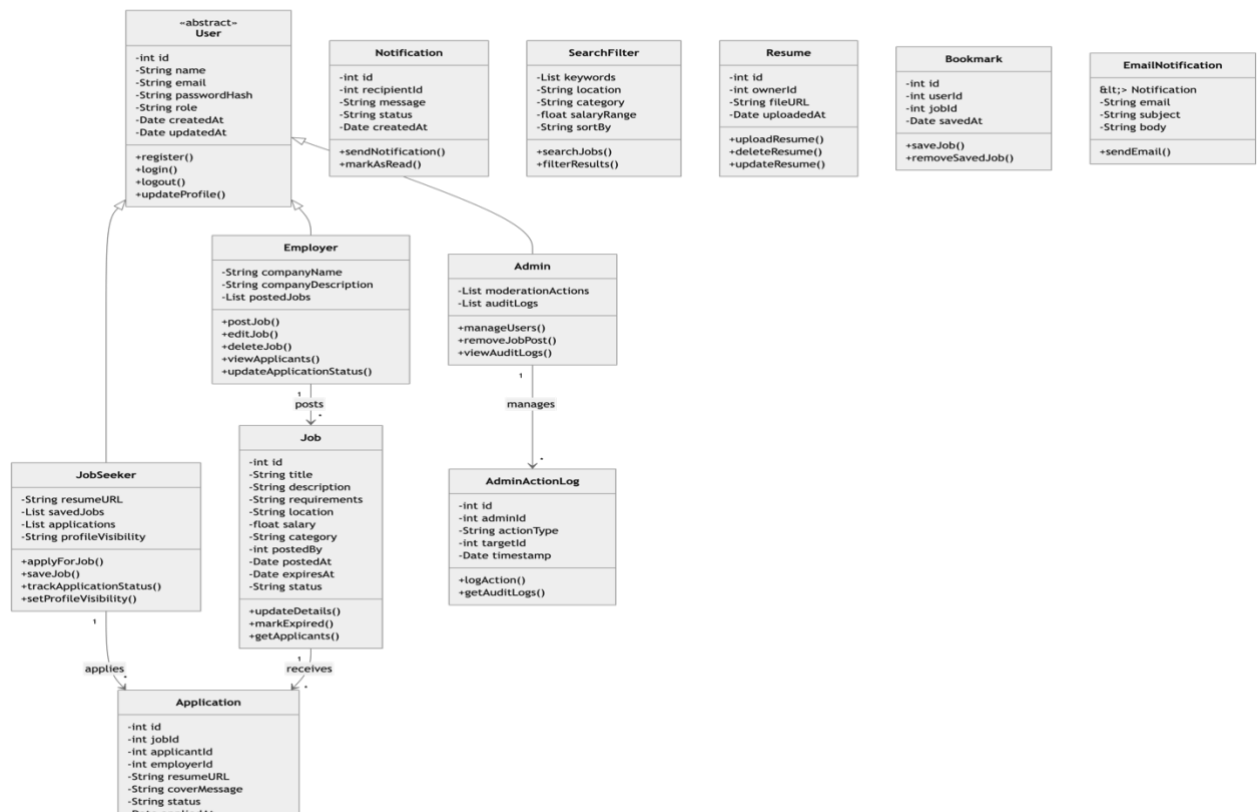 «abstract»
User
-int id
-String name
-String email
-String passwordHash
-String role
-Date createdAt
-Date updatedAt
+register()
+login()
+logout()
+updateProfile()
Notification
-int id
-int recipientId
-String message
-String status
-Date createdAt
+sendNotification()
+markAsRead()
SearchFilter
-List keywords
-String location
-String category
-float salaryRange
-String sortBy
+searchJobs()
+filterResults()
Resume
-int id
-int ownerId
-String fileURL
-Date uploadedAt
+uploadResume()
+deleteResume()
+updateResume()
Bookmark
-int id
-int userId
-int jobId
-Date savedAt
+saveJob()
+removeSavedJob()
EmailNotification
&lt;> Notification
-String email
-String subject
-String body
+sendEmail()
Employer
-String companyName
-String companyDescription
-List postedJobs
+postJob()
+editJob()
+deleteJob()
+viewApplicants()
+updateApplicationStatus()
Admin
-List moderationActions
-List auditLogs
+manageUsers()
+removeJobPost()
+viewAuditLogs()
1
posts
*
1
manages
*
Job
-int id
-String title
-String description
-String requirements
-String location
-float salary
-String category
-int postedBy
-Date postedAt
-Date expiresAt
-String status
+updateDetails()
+markExpired()
+getApplicants()
JobSeeker
-String resumeURL
-List savedJobs
-List applications
-String profileVisibility
+applyForJob()
+saveJob()
+trackApplicationStatus()
+setProfileVisibility()
AdminActionLog
-int id
-int adminId
-String actionType
-int targetId
-Date timestamp
+logAction()
+getAuditLogs()
1
applies
*
1
receives
*
Application
-int id
-int jobId
-int applicantId
-int employerId
-String resumeURL
-String coverMessage
-String status